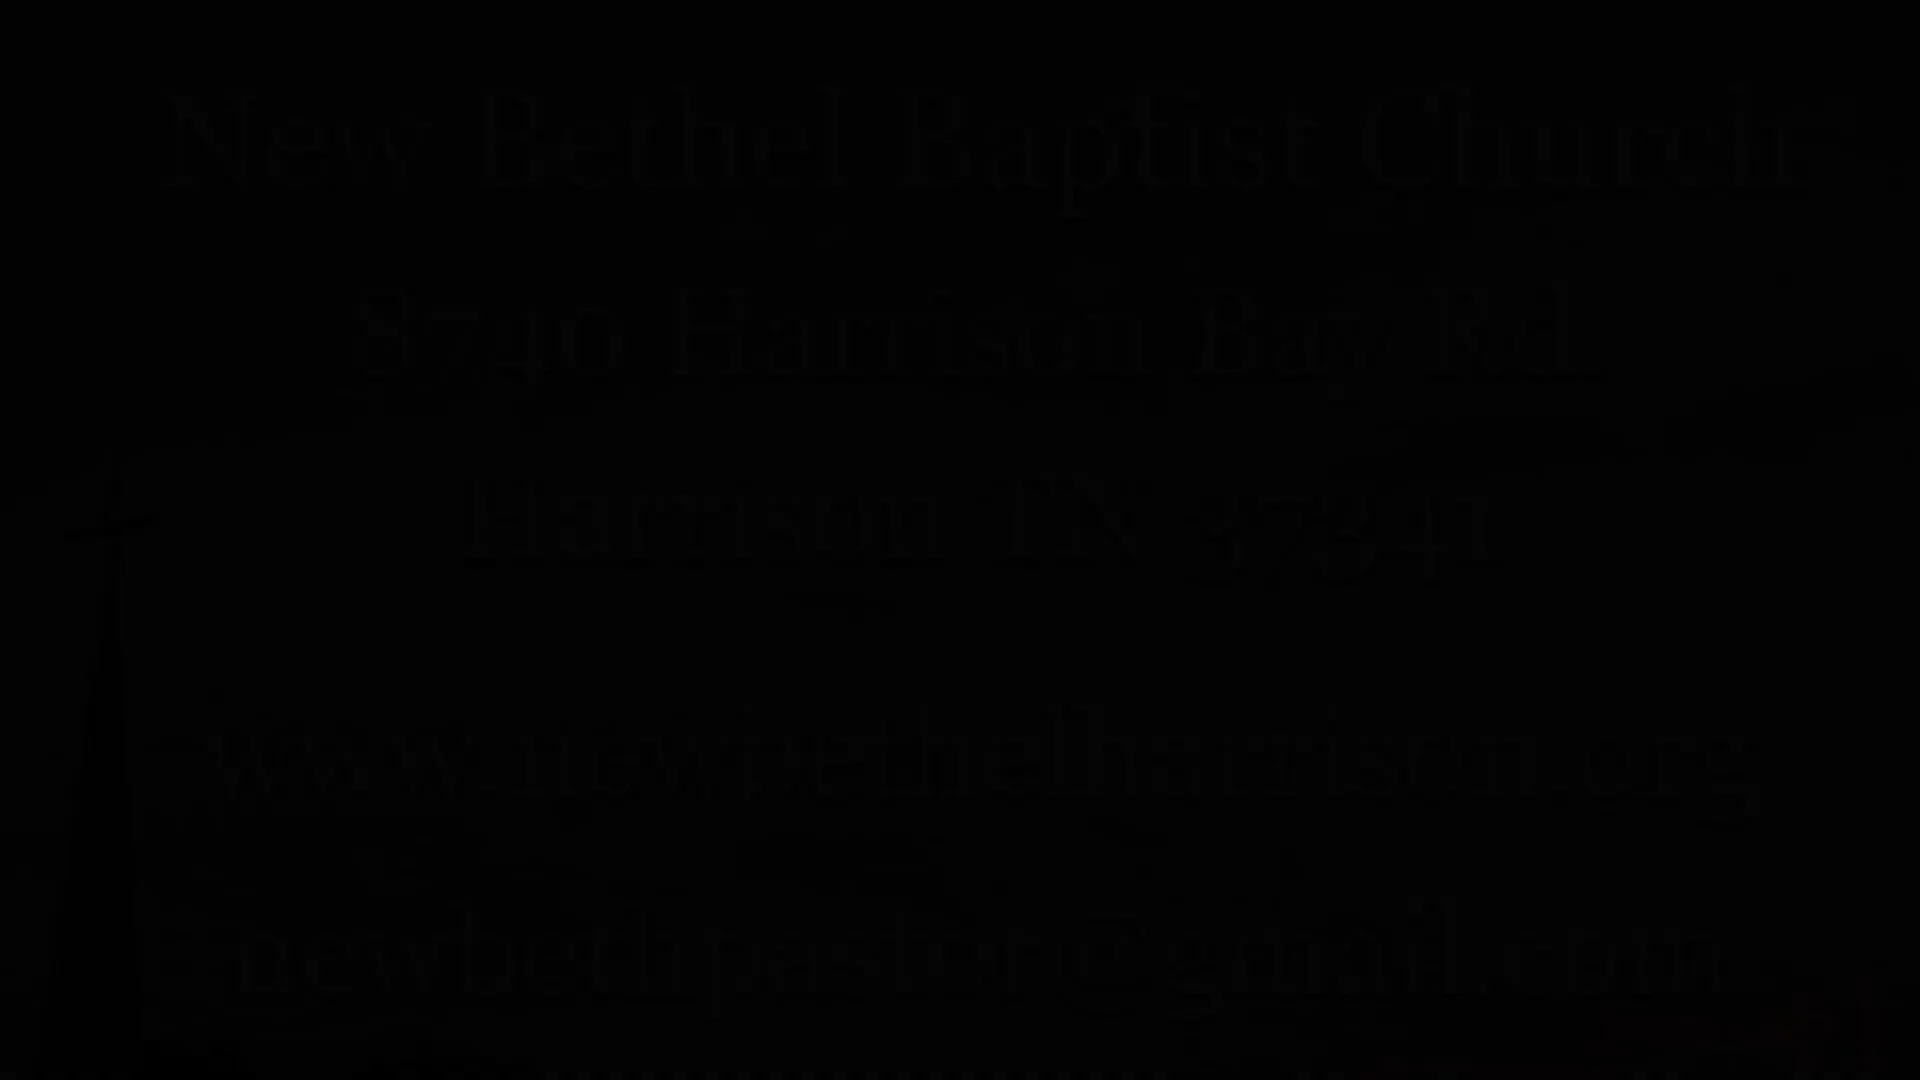 New Bethel Baptist Church
8740 Harrison Bay Rd.
Harrison TN 37341
www.newbethelharrison.org
newbethpastor@gmail.com